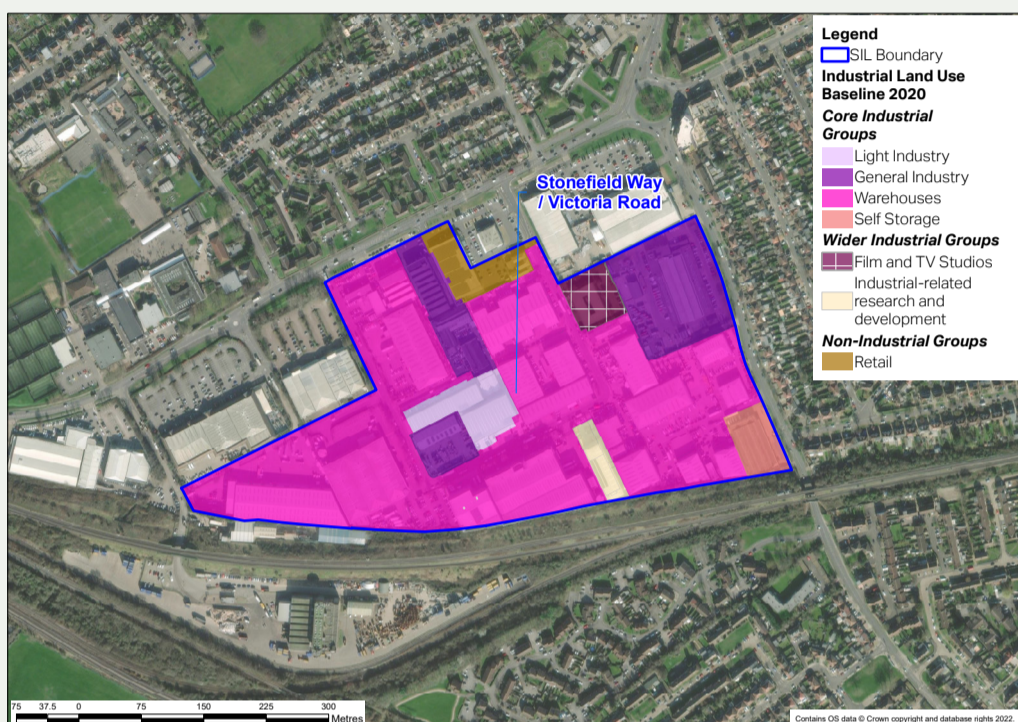 Stonefield Way
/ Victoria Road
Legend
SIL Boundary
Industrial Land Use
Baseline 2020
Core Industrial
Groups
Light Industry
General Industry
Warehouses
Self Storage
Wider Industrial Groups
Film and TV Studios
Industrial-related
research and
development
Non-Industrial Groups
Retail
75 37.5 0 75 150 225 300
Metres
Contains OS data © Crown copyright and database rights 2022.